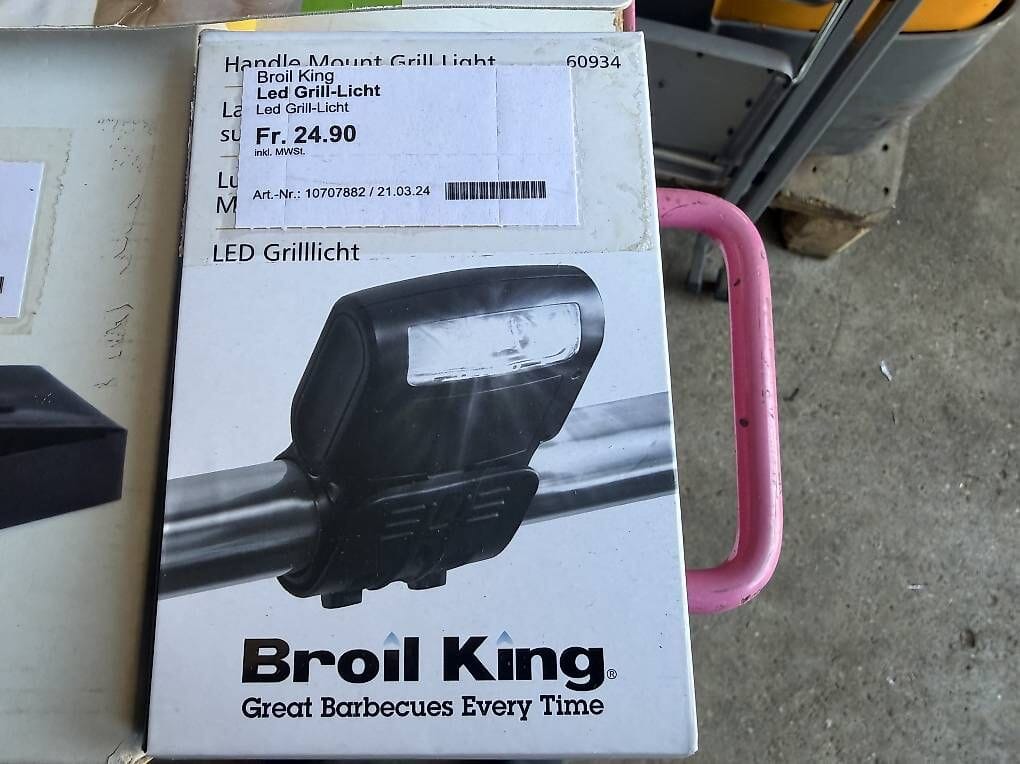 Handle Mount Grill Light 60934
Broil King
Led Grill-Licht
Led Grill-Licht
Fr. 24.90
inkl. MWSt.
Art.-Nr.: 10707882 / 21.03.24
LED Grilllicht
Broil King®
Great Barbecues Every Time